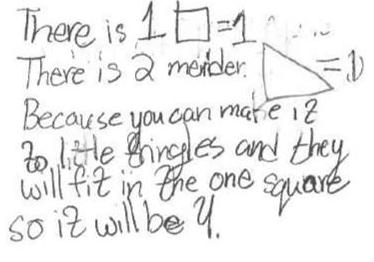 There is 1 □=1
There is 2 meider. △=1
Because you can make it
to little tringles and they
will fit in the one square
so it will be 4.